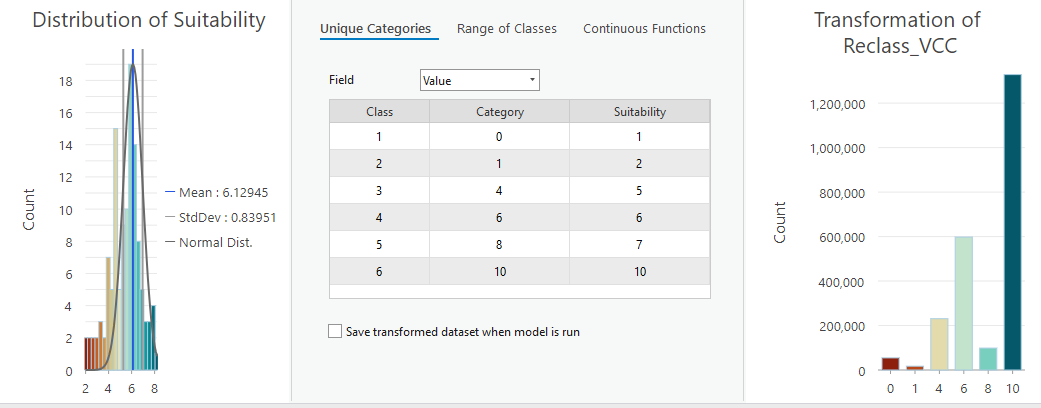 Distribution of Suitability
Count
18
16
14
12
10
8
6
4
2
0
2 4 6 8
Mean : 6.12945
StdDev : 0.83951
Normal Dist.
Unique Categories Range of Classes Continuous Functions
Field Value
Class Category Suitability
1 0 1
2 1 2
3 4 5
4 6 6
5 8 7
6 10 10
Save transformed dataset when model is run
Transformation of
Reclass_VCC
Count
1,200,000
1,000,000
800,000
600,000
400,000
200,000
0
0 1 4 6 8 10